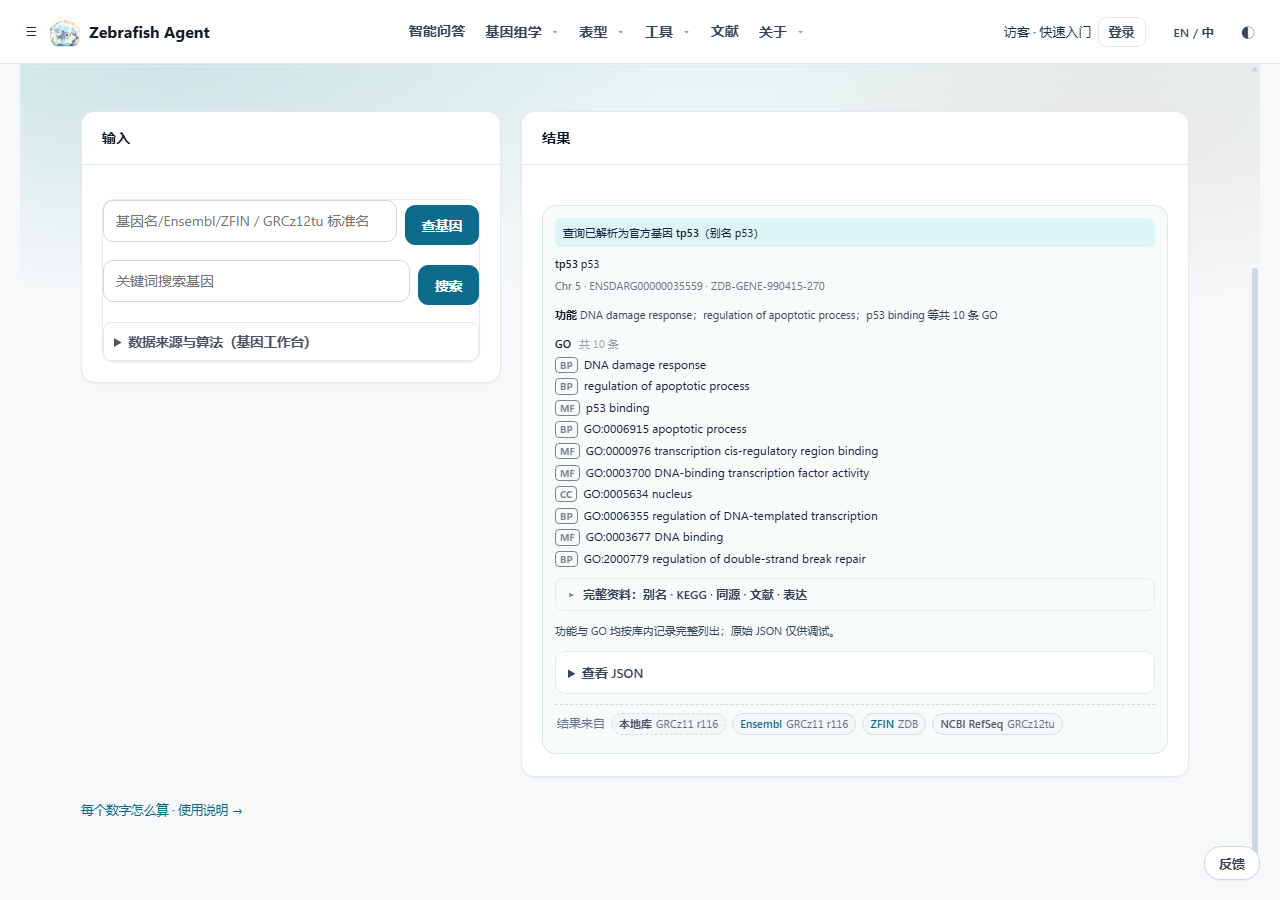 ☰ Zebrafish Agent 智能问答 基因组学 表型 工具 文献 关于 访客 · 快速入门 登录 EN / 中
输入
基因名/Ensembl/ZFIN / GRCz12tu 标准名 查基因
关键词搜索基因 搜索
▶ 数据来源与算法（基因工作台）
结果
查询已解析为官方基因 tp53（别名 p53）
tp53 p53
Chr 5 · ENSDARG00000035559 · ZDB-GENE-990415-270
功能 DNA damage response；regulation of apoptotic process；p53 binding 等共 10 条 GO
GO 共 10 条
BP DNA damage response
BP regulation of apoptotic process
MF p53 binding
BP GO:0006915 apoptotic process
MF GO:0000976 transcription cis-regulatory region binding
MF GO:0003700 DNA-binding transcription factor activity
CC GO:0005634 nucleus
BP GO:0006355 regulation of DNA-templated transcription
MF GO:0003677 DNA binding
BP GO:2000779 regulation of double-strand break repair
▸ 完整资料：别名 · KEGG · 同源 · 文献 · 表达
功能与 GO 均按库内记录完整列出；原始 JSON 仅供调试。
▶ 查看 JSON
结果来自 本地库 GRCz11 r116 Ensembl GRCz11 r116 ZFIN ZDB NCBI RefSeq GRCz12tu
每个数字怎么算 · 使用说明 →
反馈